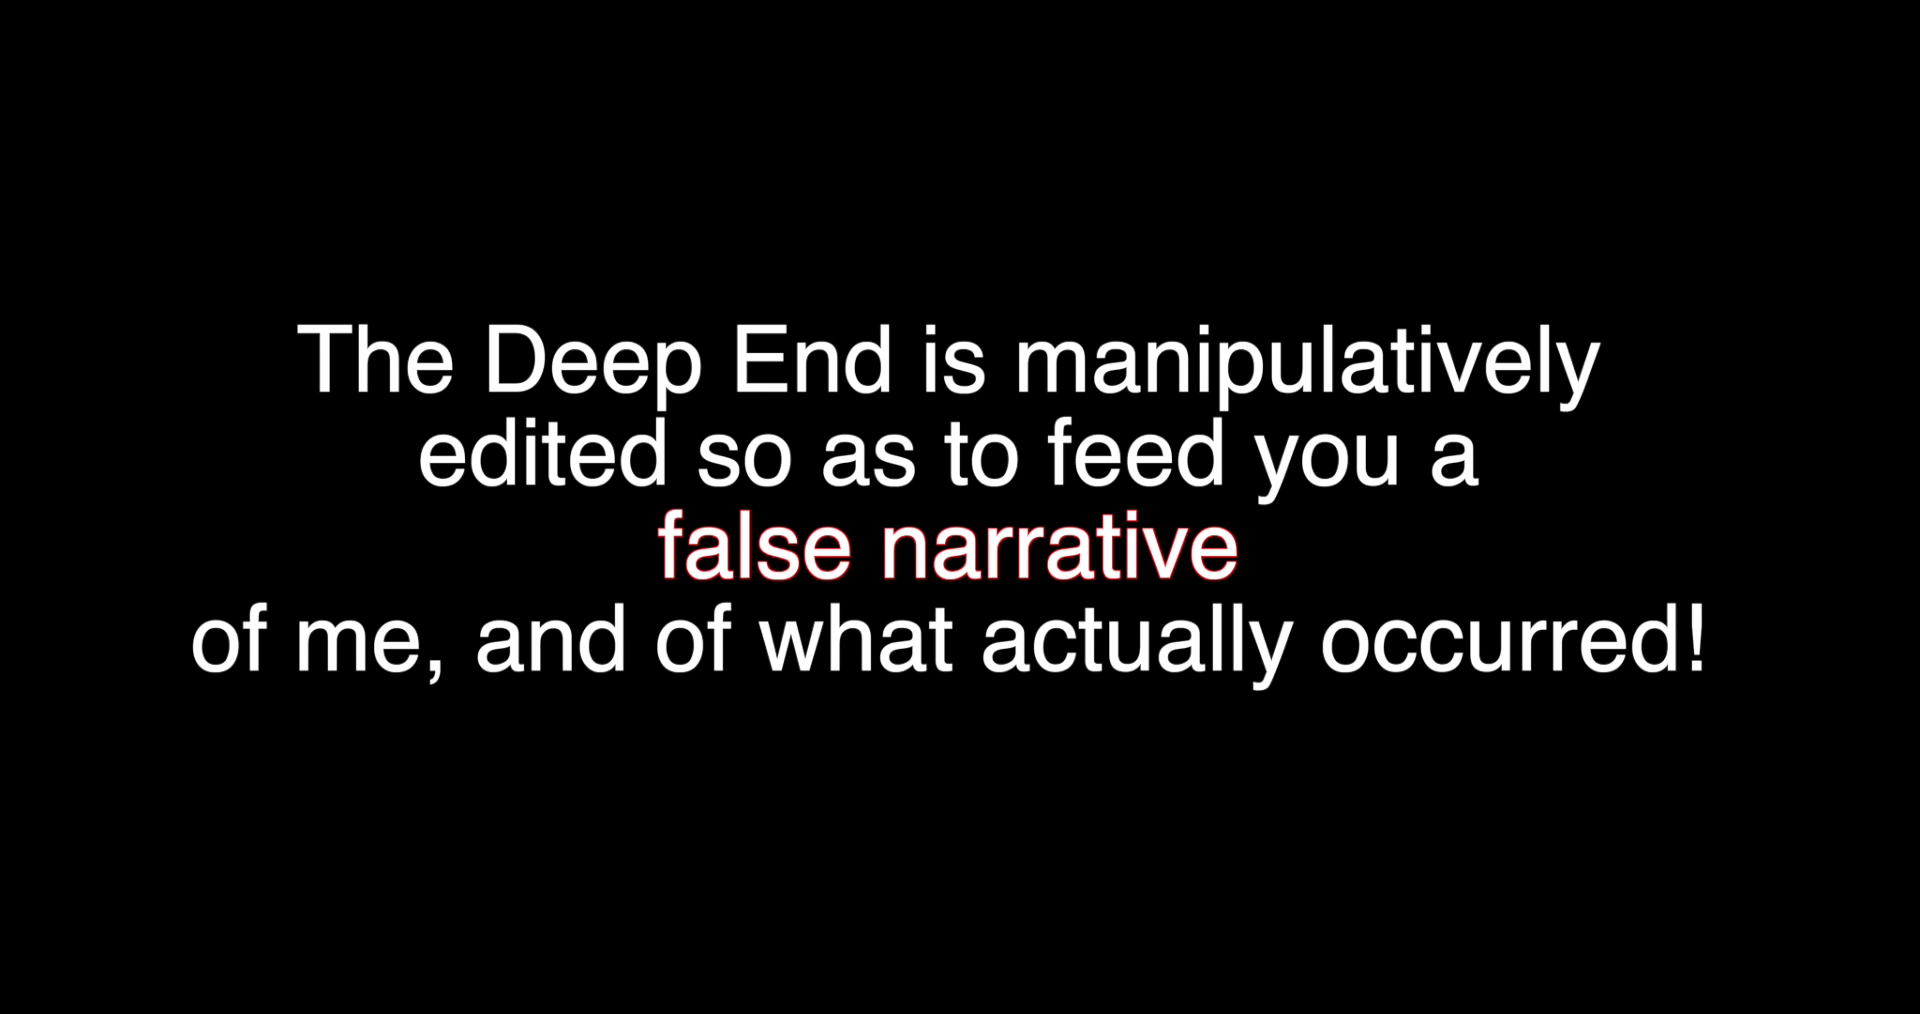 The Deep End is manipulatively
edited so as to feed you a
false narrative
of me, and of what actually occurred!